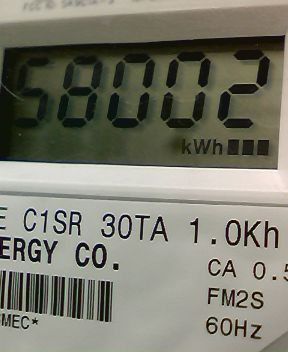 58002
kWh
E C1SR 30TA 1.0Kh
ERGY CO.
CA 0.5
FM2S
MEC*
60Hz